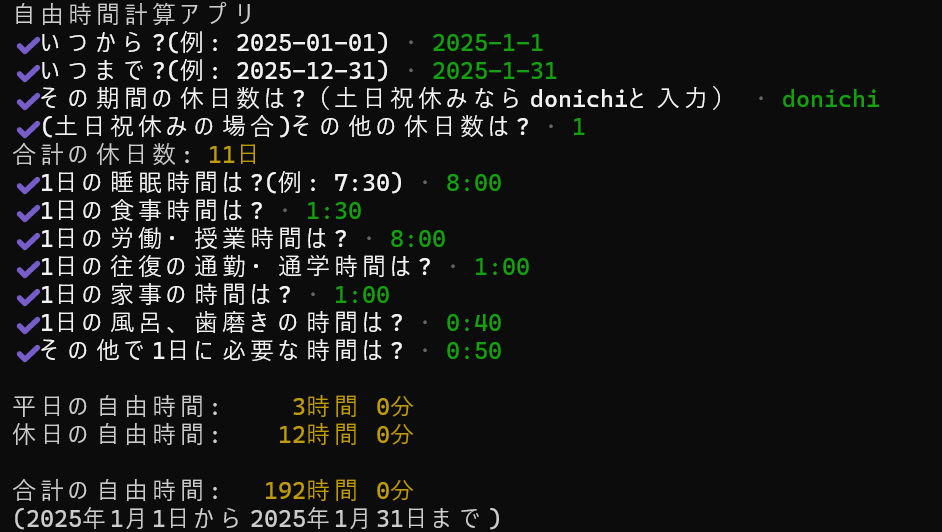 自由時間計算アプリ
✔いつから?(例: 2025-01-01) · 2025-1-1
✔いつまで?(例: 2025-12-31) · 2025-1-31
✔その期間の休日数は?（土日祝休みならdonichiと入力） · donichi
✔(土日祝休みの場合)その他の休日数は? · 1
合計の休日数: 11日
✔1日の睡眠時間は?(例: 7:30) · 8:00
✔1日の食事時間は? · 1:30
✔1日の労働・授業時間は? · 8:00
✔1日の往復の通勤・通学時間は? · 1:00
✔1日の家事の時間は? · 1:00
✔1日の風呂、歯磨きの時間は? · 0:40
✔その他で1日に必要な時間は? · 0:50
平日の自由時間: 3時間 0分
休日の自由時間: 12時間 0分
合計の自由時間: 192時間 0分
(2025年1月1日から2025年1月31日まで)